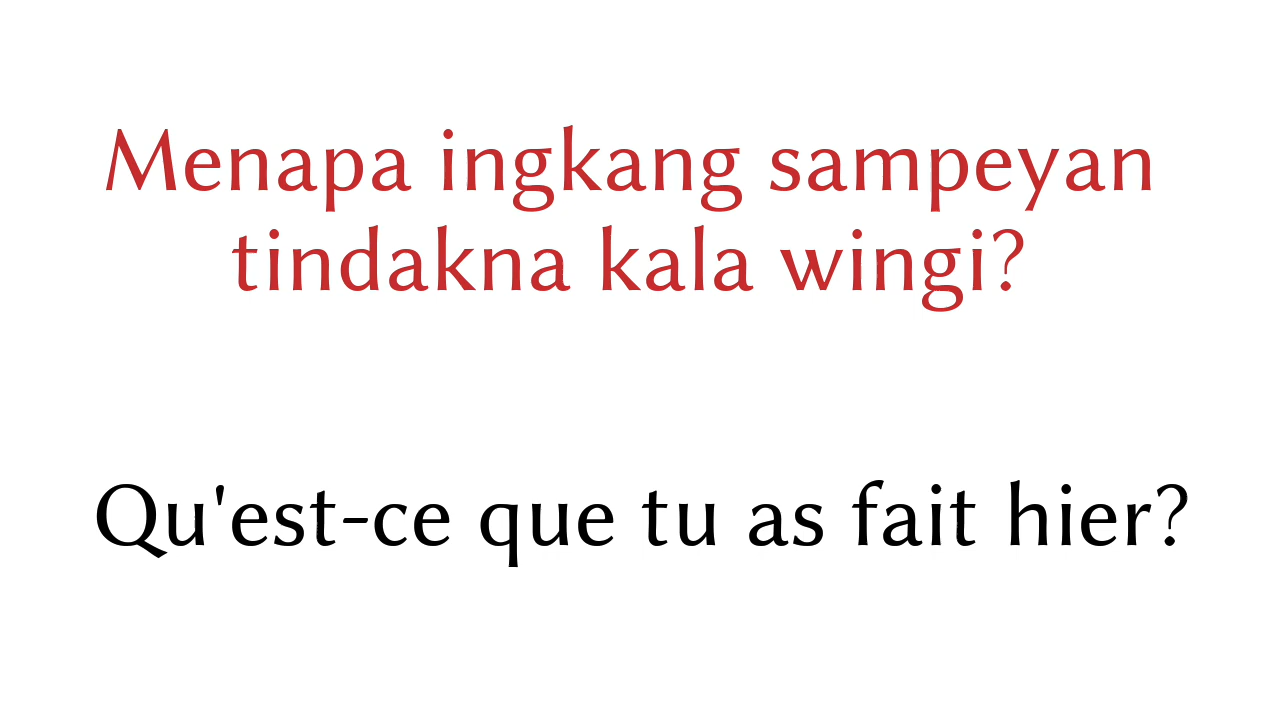 Menapa ingkang sampeyan
tindakna kala wingi?
Qu'est-ce que tu as fait hier?